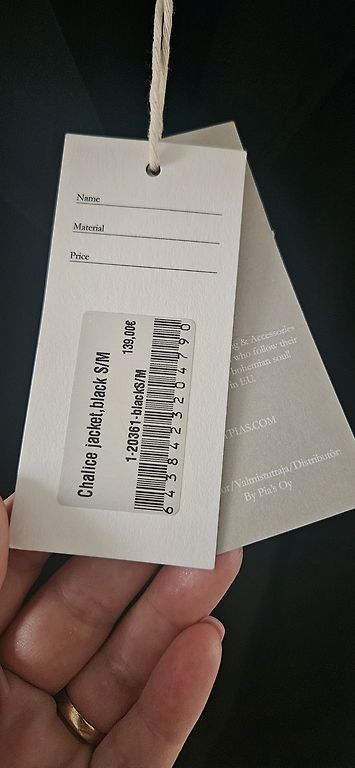 Name
Material
Price
Chalice jacket,black S/M
139,00€
1-20361-blackS/M
6438423204790
& Accessories
who follow their
bohemian soul!
in EU.
PIAS.COM
/Valmistuttaja/Distributör:
By Pia's Oy